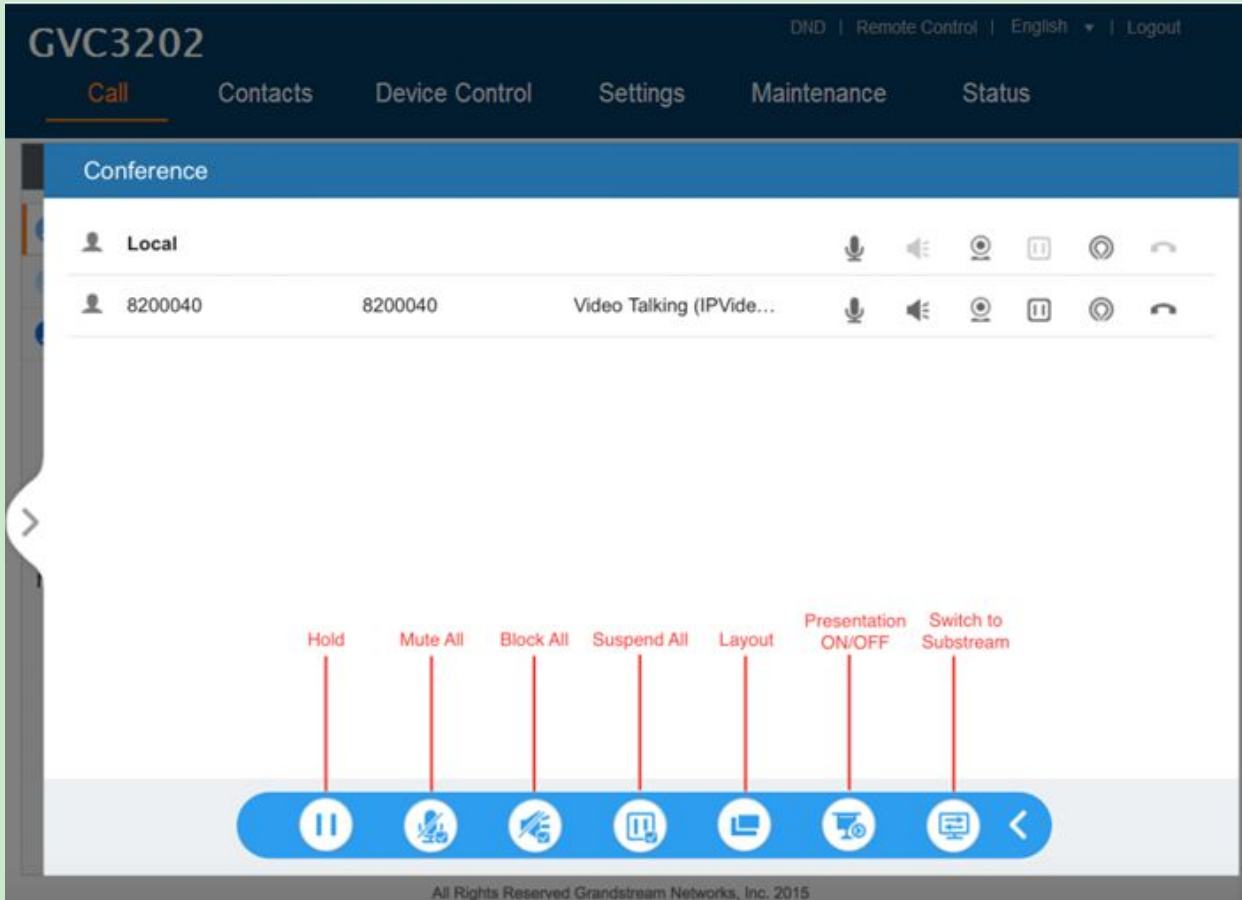 GVC3202
DND | Remote Control | English | Logout
Call Contacts Device Control Settings Maintenance Status
Conference
Local
8200040 8200040 Video Talking (IPVide...
Hold Mute All Block All Suspend All Layout Presentation ON/OFF Switch to Substream
All Rights Reserved Grandstream Networks, Inc. 2015